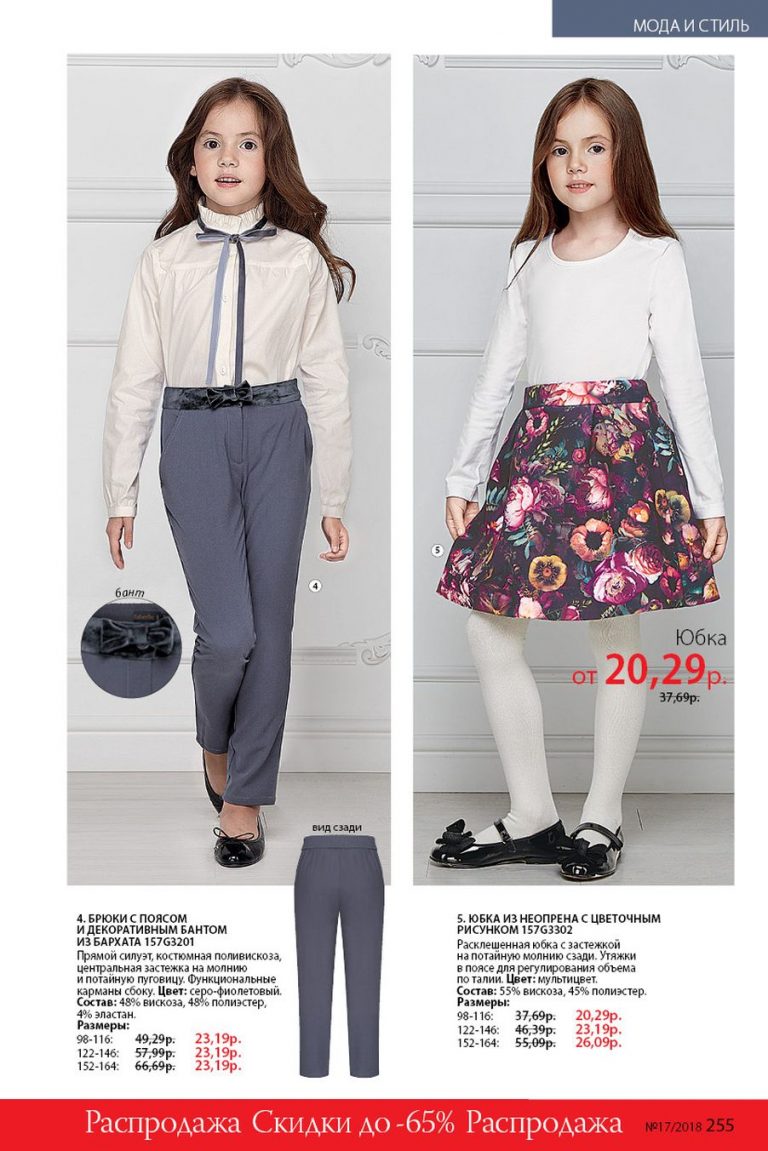 МОДА И СТИЛЬ
4
бант
вид сзади
5
Юбка
от 20,29р.
37,69р.
4. БРЮКИ С ПОЯСОМ
И ДЕКОРАТИВНЫМ БАНТОМ
ИЗ БАРХАТА 157G3201
Прямой силуэт, костюмная поливискоза,
центральная застежка на молнию
и потайную пуговицу. Функциональные
карманы сбоку. Цвет: серо-фиолетовый.
Состав: 48% вискоза, 48% полиэстер,
4% эластан.
Размеры:
98-116: 49,29р. 23,19р.
122-146: 57,99р. 23,19р.
152-164: 66,69р. 23,19р.
5. ЮБКА ИЗ НЕОПРЕНА С ЦВЕТОЧНЫМ
РИСУНКОМ 157G3302
Расклешенная юбка с застежкой
на потайную молнию сзади. Утяжки
в поясе для регулирования объема
по талии. Цвет: мультицвет.
Состав: 55% вискоза, 45% полиэстер.
Размеры:
98-116: 37,69р. 20,29р.
122-146: 46,39р. 23,19р.
152-164: 55,09р. 26,09р.
Распродажа Скидки до -65% Распродажа №17/2018 255